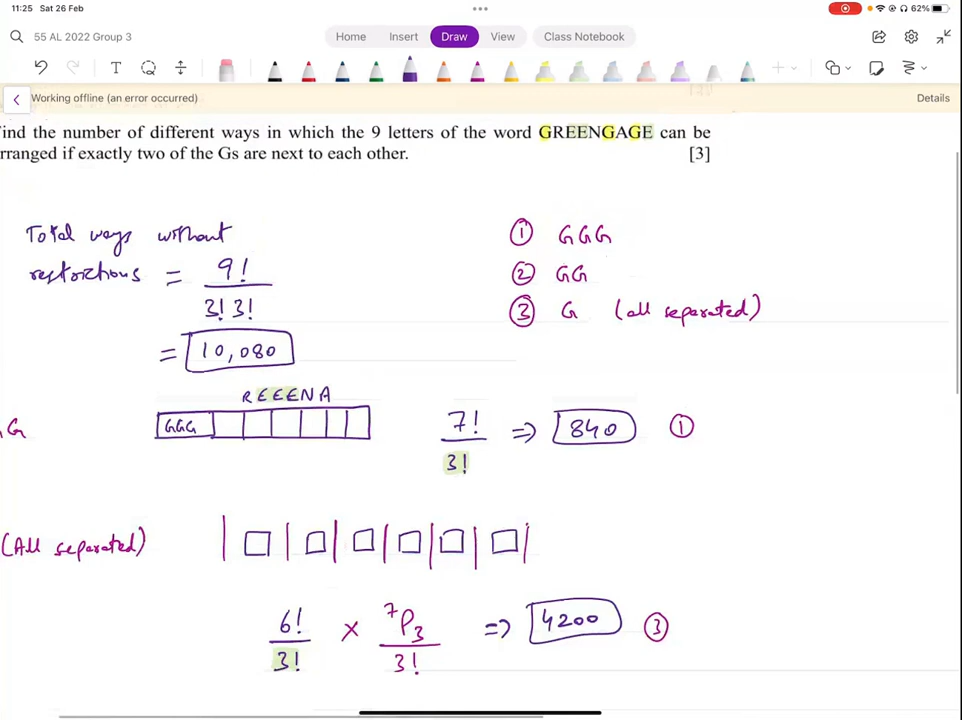 11:25 Sat 26 Feb
62%
55 AL 2022 Group 3
Home Insert Draw View Class Notebook
Working offline (an error occurred)
Details
ind the number of different ways in which the 9 letters of the word GREENGAGE can be
rranged if exactly two of the Gs are next to each other. [3]
Total ways without
restrictions = 9!
3! 3!
= 10,080
① GGG
② GG
③ G (all separated)
REEENA
GG
GGG
7!
3!
⇒ 840 ①
(All separated)
6!
3!
× ⁷P₃
3!
⇒ 4200 ③